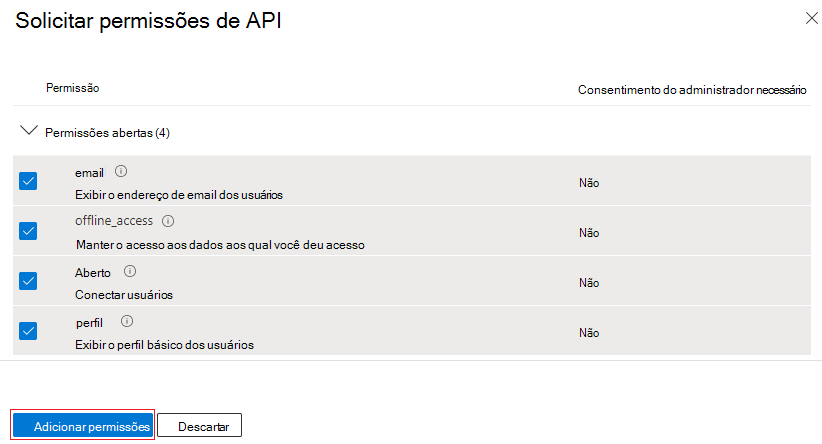 Solicitar permissões de API
Permissão
Consentimento do administrador necessário
Permissões abertas (4)
email
Exibir o endereço de email dos usuários
Não
offline_access
Manter o acesso aos dados aos qual você deu acesso
Não
Aberto
Conectar usuários
Não
perfil
Exibir o perfil básico dos usuários
Não
Adicionar permissões
Descartar